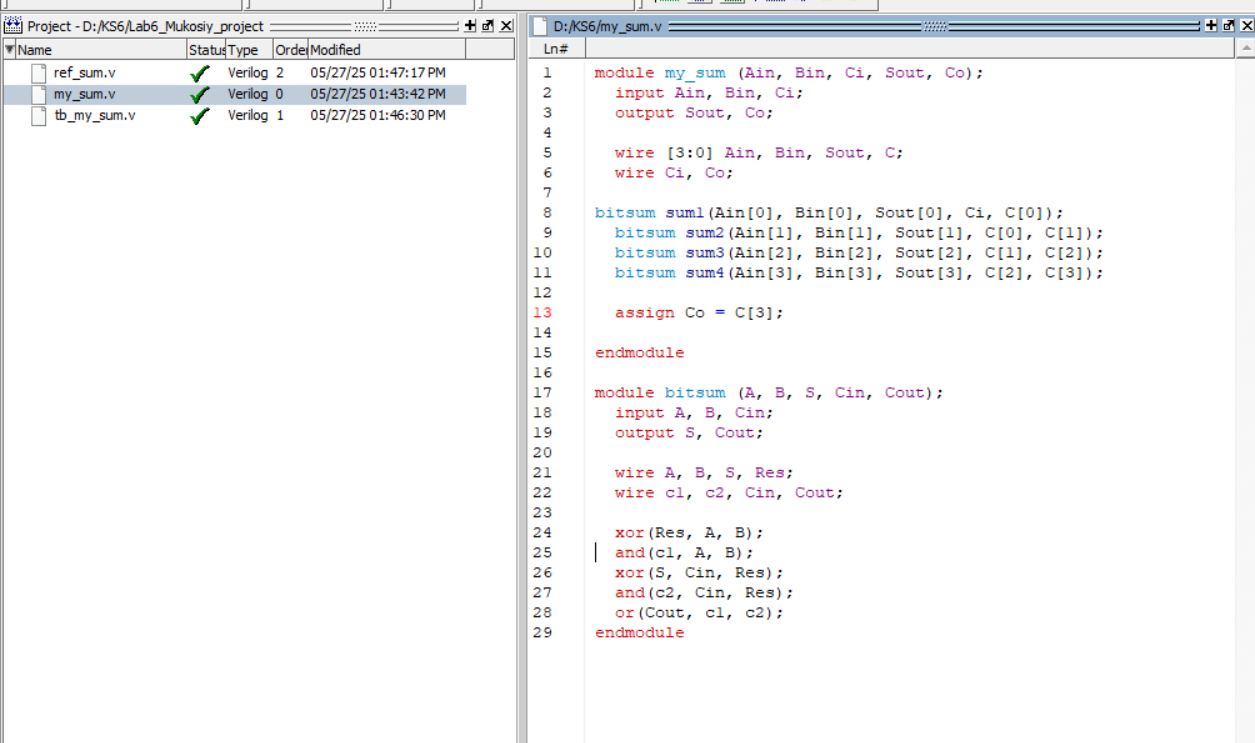 Project - D:/KS6/Lab6_Mukosiy_project
Name Status Type Order Modified
ref_sum.v Verilog 2 05/27/25 01:47:17 PM
my_sum.v Verilog 0 05/27/25 01:43:42 PM
tb_my_sum.v Verilog 1 05/27/25 01:46:30 PM
D:/KS6/my_sum.v
Ln#
1 module my_sum (Ain, Bin, Ci, Sout, Co);
2 input Ain, Bin, Ci;
3 output Sout, Co;
4
5 wire [3:0] Ain, Bin, Sout, C;
6 wire Ci, Co;
7
8 bitsum sum1(Ain[0], Bin[0], Sout[0], Ci, C[0]);
9 bitsum sum2(Ain[1], Bin[1], Sout[1], C[0], C[1]);
10 bitsum sum3(Ain[2], Bin[2], Sout[2], C[1], C[2]);
11 bitsum sum4(Ain[3], Bin[3], Sout[3], C[2], C[3]);
12
13 assign Co = C[3];
14
15 endmodule
16
17 module bitsum (A, B, S, Cin, Cout);
18 input A, B, Cin;
19 output S, Cout;
20
21 wire A, B, S, Res;
22 wire c1, c2, Cin, Cout;
23
24 xor(Res, A, B);
25 and(c1, A, B);
26 xor(S, Cin, Res);
27 and(c2, Cin, Res);
28 or(Cout, c1, c2);
29 endmodule